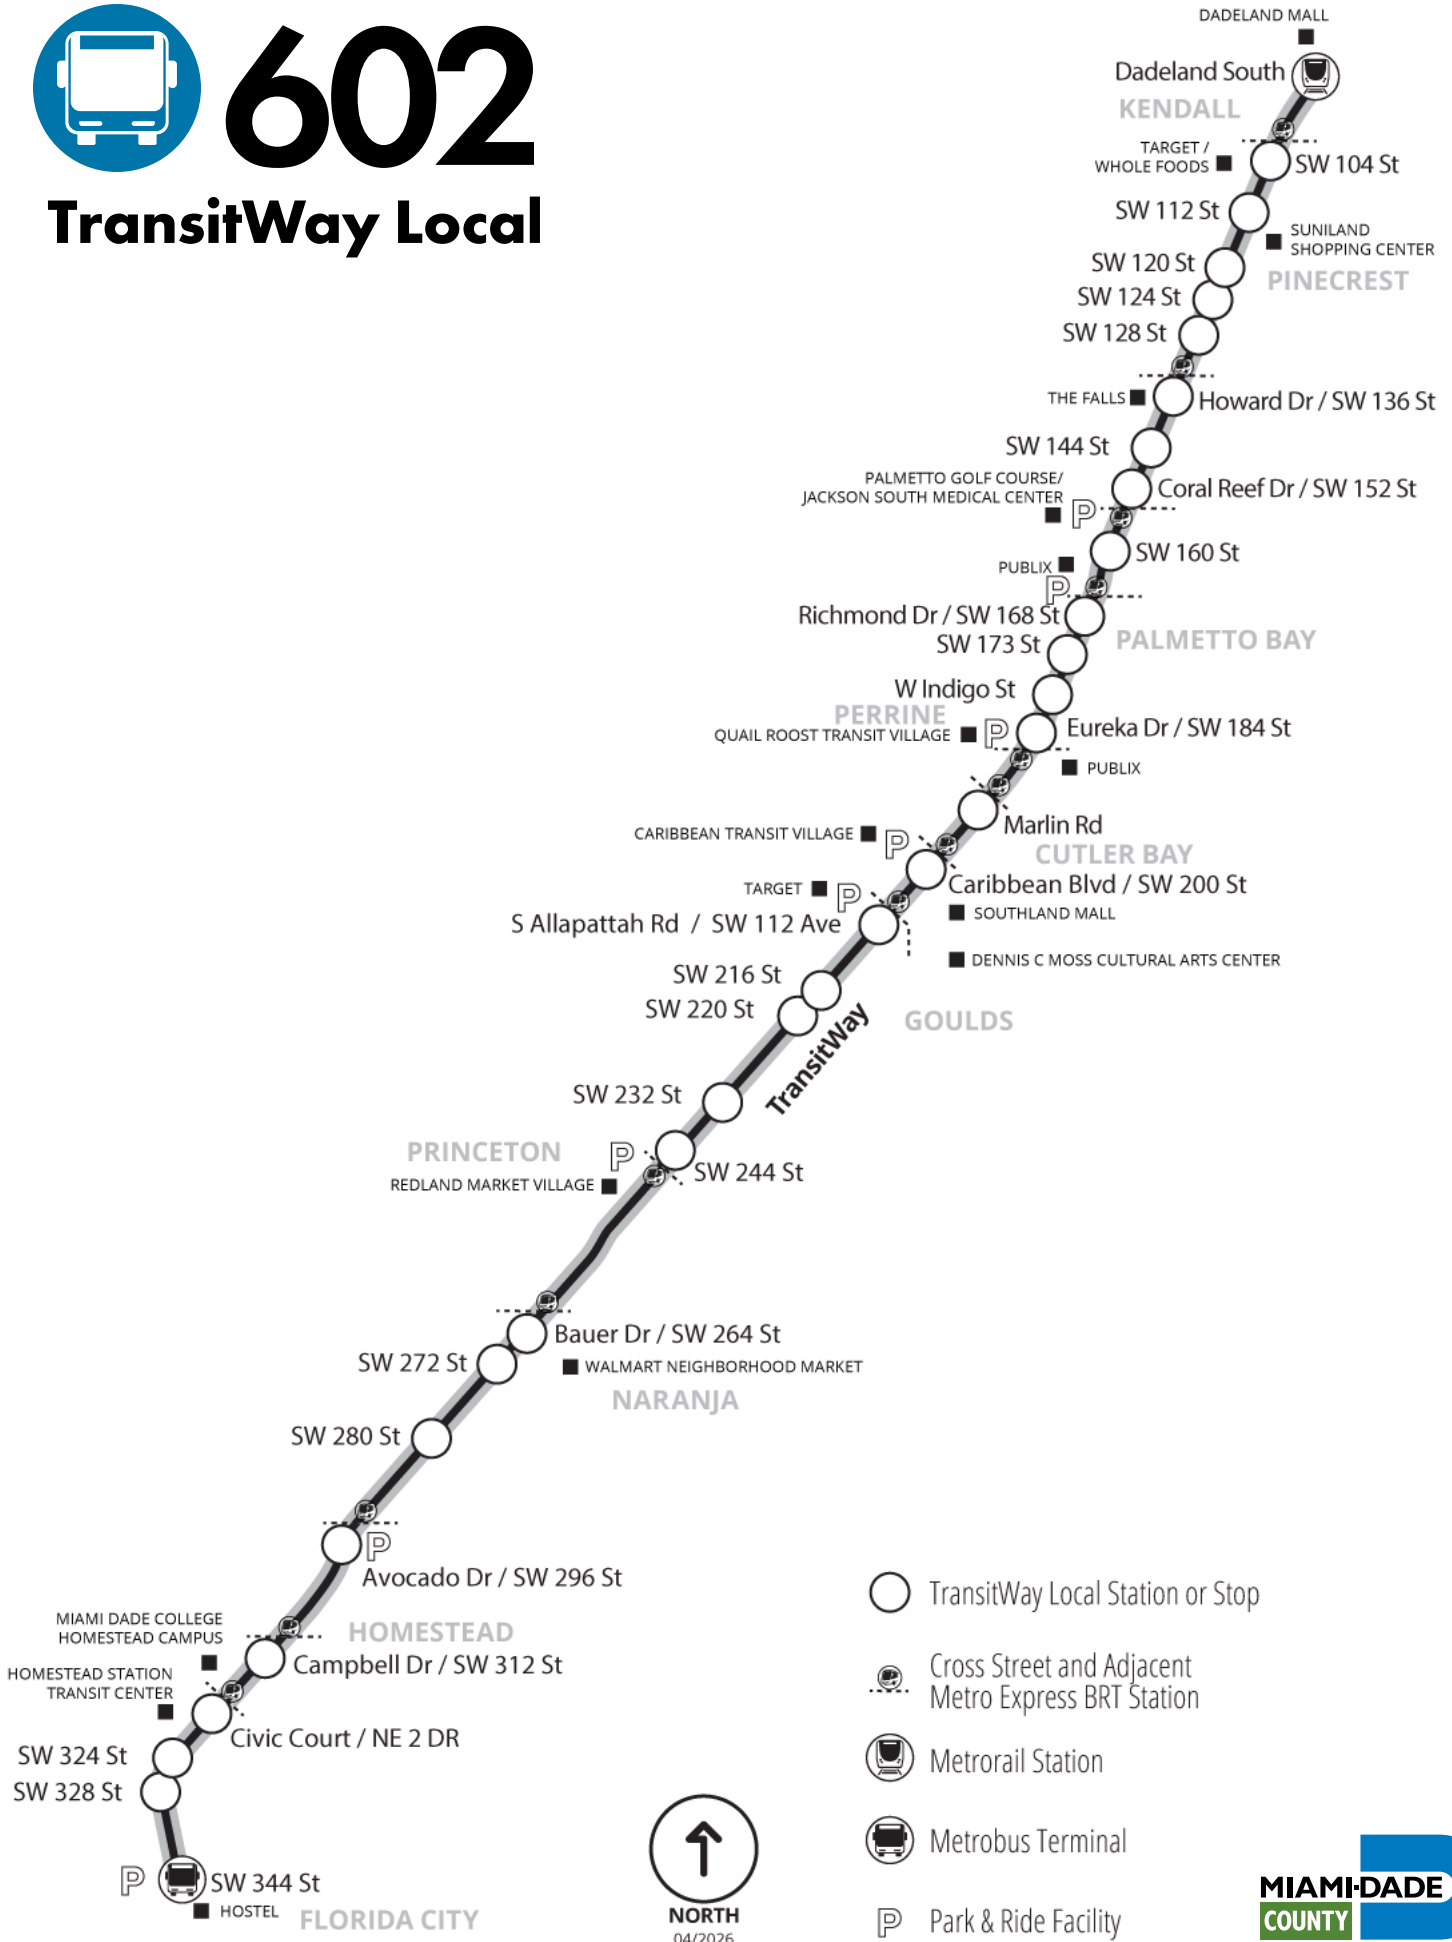 602
TransitWay Local
DADELAND MALL
Dadeland South
KENDALL
TARGET /
WHOLE FOODS
SW 104 St
SW 112 St
SUNILAND
SHOPPING CENTER
SW 120 St
PINECREST
SW 124 St
SW 128 St
THE FALLS
Howard Dr / SW 136 St
SW 144 St
PALMETTO GOLF COURSE/
JACKSON SOUTH MEDICAL CENTER
P
Coral Reef Dr / SW 152 St
SW 160 St
PUBLIX
P
Richmond Dr / SW 168 St
PALMETTO BAY
SW 173 St
W Indigo St
PERRINE
QUAIL ROOST TRANSIT VILLAGE
P
Eureka Dr / SW 184 St
PUBLIX
Marlin Rd
CARIBBEAN TRANSIT VILLAGE
P
CUTLER BAY
Caribbean Blvd / SW 200 St
TARGET
P
SOUTHLAND MALL
S Allapattah Rd / SW 112 Ave
DENNIS C MOSS CULTURAL ARTS CENTER
SW 216 St
SW 220 St
GOULDS
TransitWay
SW 232 St
PRINCETON
P
SW 244 St
REDLAND MARKET VILLAGE
Bauer Dr / SW 264 St
SW 272 St
WALMART NEIGHBORHOOD MARKET
NARANJA
SW 280 St
P
Avocado Dr / SW 296 St
MIAMI DADE COLLEGE
HOMESTEAD CAMPUS
HOMESTEAD
Campbell Dr / SW 312 St
HOMESTEAD STATION
TRANSIT CENTER
Civic Court / NE 2 DR
SW 324 St
SW 328 St
P
SW 344 St
HOSTEL
FLORIDA CITY
TransitWay Local Station or Stop
Cross Street and Adjacent
Metro Express BRT Station
Metrorail Station
Metrobus Terminal
P
Park & Ride Facility
NORTH
04/2026
MIAMI-DADE
COUNTY